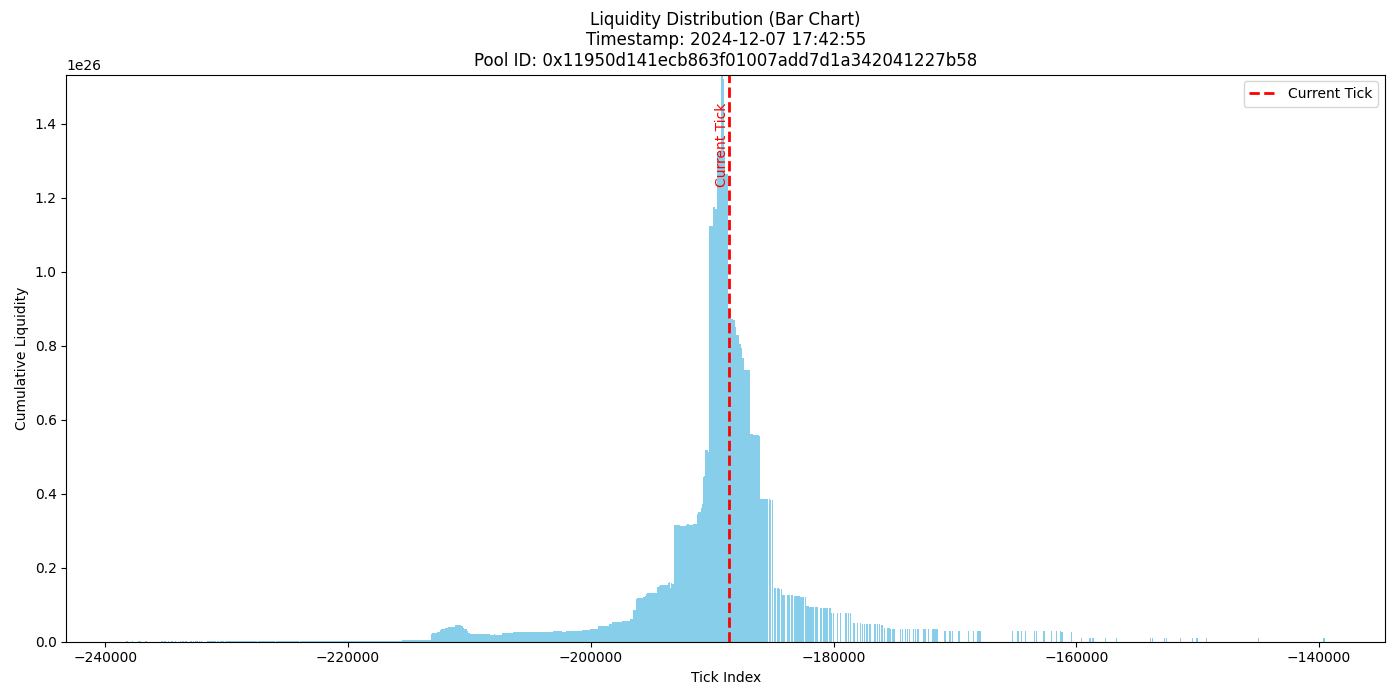 Liquidity Distribution (Bar Chart)
Timestamp: 2024-12-07 17:42:55
Pool ID: 0x11950d141ecb863f01007add7d1a342041227b58
1e26
Current Tick
Current Tick
1.4
1.2
1.0
0.8
0.6
0.4
0.2
0.0
Cumulative Liquidity
−240000
−220000
−200000
−180000
−160000
−140000
Tick Index